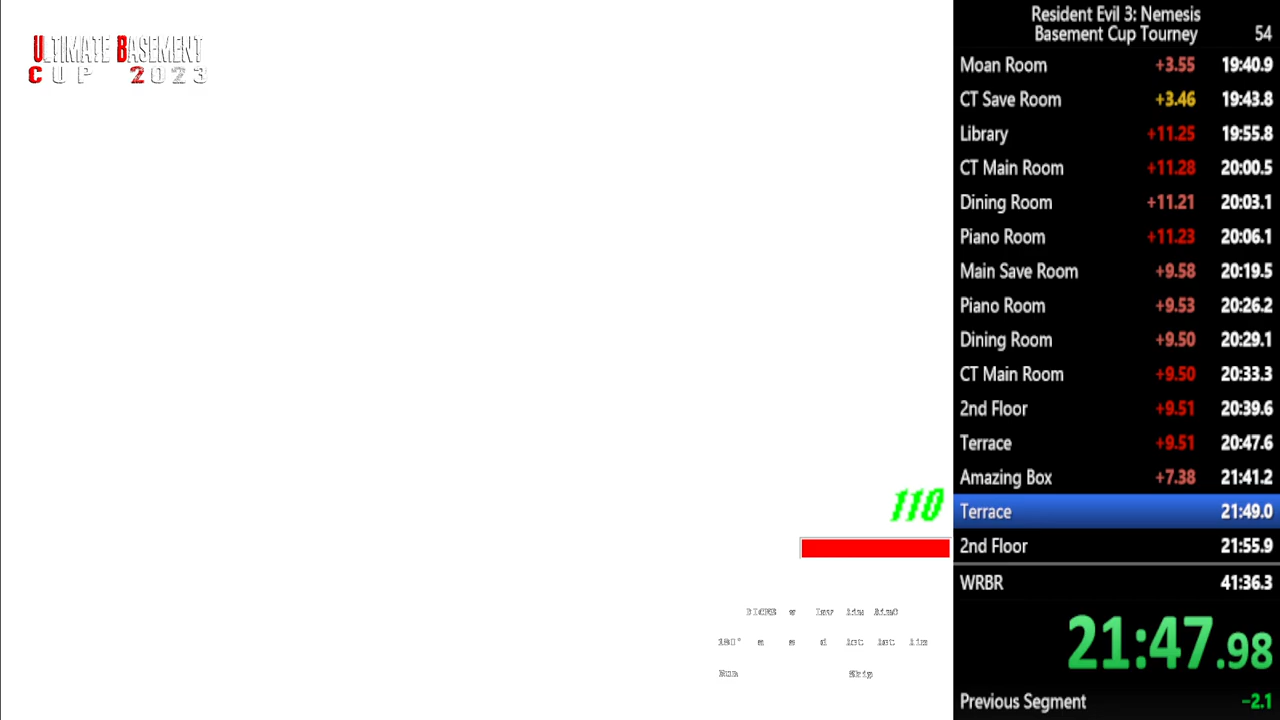 ULTIMATE BASEMENT
CUP 2023
Resident Evil 3: Nemesis
Basement Cup Tourney 54
Moan Room +3.55 19:40.9
CT Save Room +3.46 19:43.8
Library +11.25 19:55.8
CT Main Room +11.28 20:00.5
Dining Room +11.21 20:03.1
Piano Room +11.23 20:06.1
Main Save Room +9.58 20:19.5
Piano Room +9.53 20:26.2
Dining Room +9.50 20:29.1
CT Main Room +9.50 20:33.3
2nd Floor +9.51 20:39.6
Terrace +9.51 20:47.6
Amazing Box +7.38 21:41.2
Terrace 21:49.0
2nd Floor 21:55.9
WRBR 41:36.3
21:47.98
Previous Segment -2.1
110
Inv
180°
Run Skip